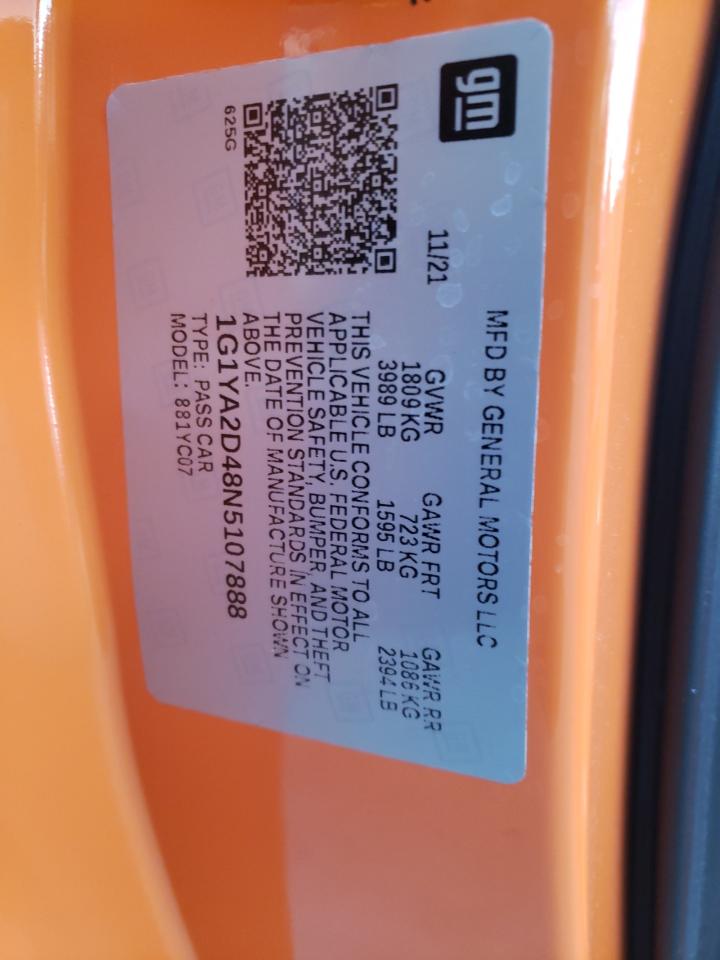 gm
MFD BY GENERAL MOTORS LLC
11/21
GVWR GAWR FRT GAWR RR
1809 KG 723 KG 1086 KG
3989 LB 1595 LB 2394 LB
THIS VEHICLE CONFORMS TO ALL
APPLICABLE U.S. FEDERAL MOTOR
VEHICLE SAFETY, BUMPER, AND THEFT
PREVENTION STANDARDS IN EFFECT ON
THE DATE OF MANUFACTURE SHOWN
ABOVE.
1G1YA2D48N5107888
TYPE: PASS CAR
MODEL: 881YC07
625G